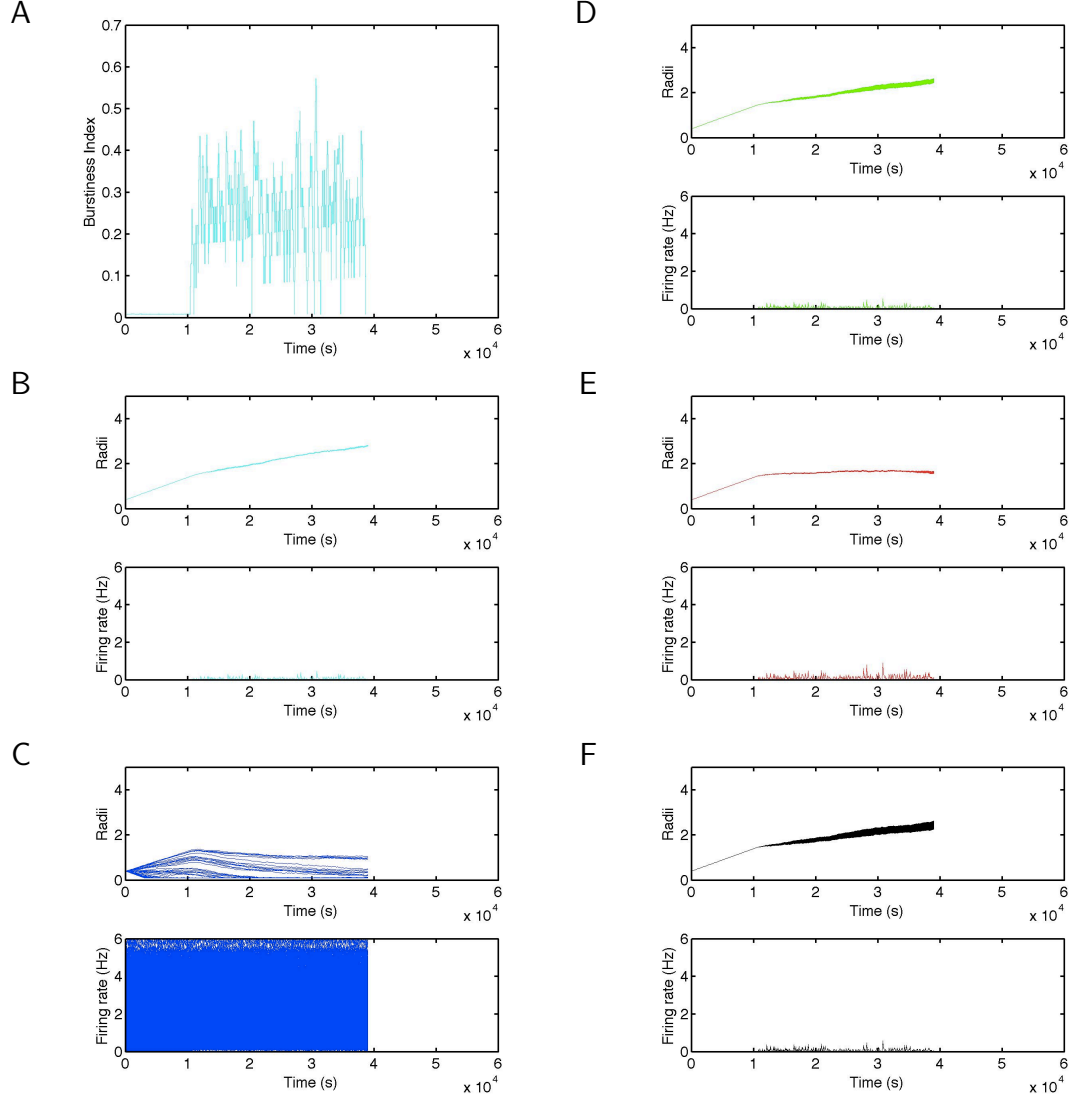 A
0.7
0.6
0.5
0.4
0.3
0.2
0.1
0
Burstiness Index
0 1 2 3 4 5 6
Time (s)
x 10^4
B
4
2
0
Radii
0 1 2 3 4 5 6
Time (s)
x 10^4
6
4
2
0
Firing rate (Hz)
0 1 2 3 4 5 6
Time (s)
x 10^4
C
4
2
0
Radii
0 1 2 3 4 5 6
Time (s)
x 10^4
6
4
2
0
Firing rate (Hz)
0 1 2 3 4 5 6
Time (s)
x 10^4
D
4
2
0
Radii
0 1 2 3 4 5 6
Time (s)
x 10^4
6
4
2
0
Firing rate (Hz)
0 1 2 3 4 5 6
Time (s)
x 10^4
E
4
2
0
Radii
0 1 2 3 4 5 6
Time (s)
x 10^4
6
4
2
0
Firing rate (Hz)
0 1 2 3 4 5 6
Time (s)
x 10^4
F
4
2
0
Radii
0 1 2 3 4 5 6
Time (s)
x 10^4
6
4
2
0
Firing rate (Hz)
0 1 2 3 4 5 6
Time (s)
x 10^4